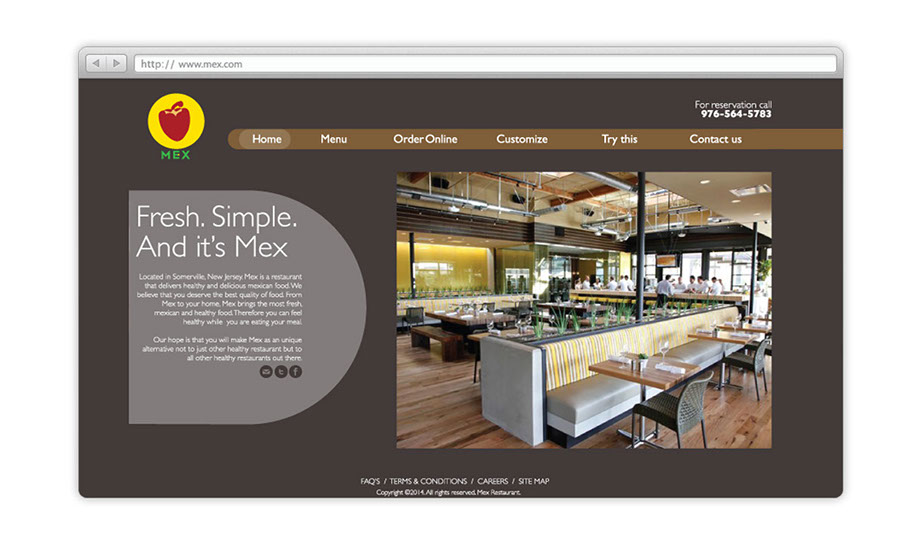 http:// www.mex.com
MEX
For reservation call
976-564-5783
Home Menu Order Online Customize Try this Contact us
Fresh. Simple.
And it's Mex
Located in Somerville, New Jersey. Mex is a restaurant
that delivers healthy and delicious mexican food. We
believe that you deserve the best quality of food. From
Mex to your home. Mex brings the most fresh,
mexican and healthy food. Therefore you can feel
healthy while you are eating your meal.
Our hope is that you will make Mex as an unique
alternative not to just other healthy restaurant but to
all other healthy restaurants out there.
FAQ'S / TERMS & CONDITIONS / CAREERS / SITE MAP
Copyright ©2014. All rights reserved. Mex Restaurant.